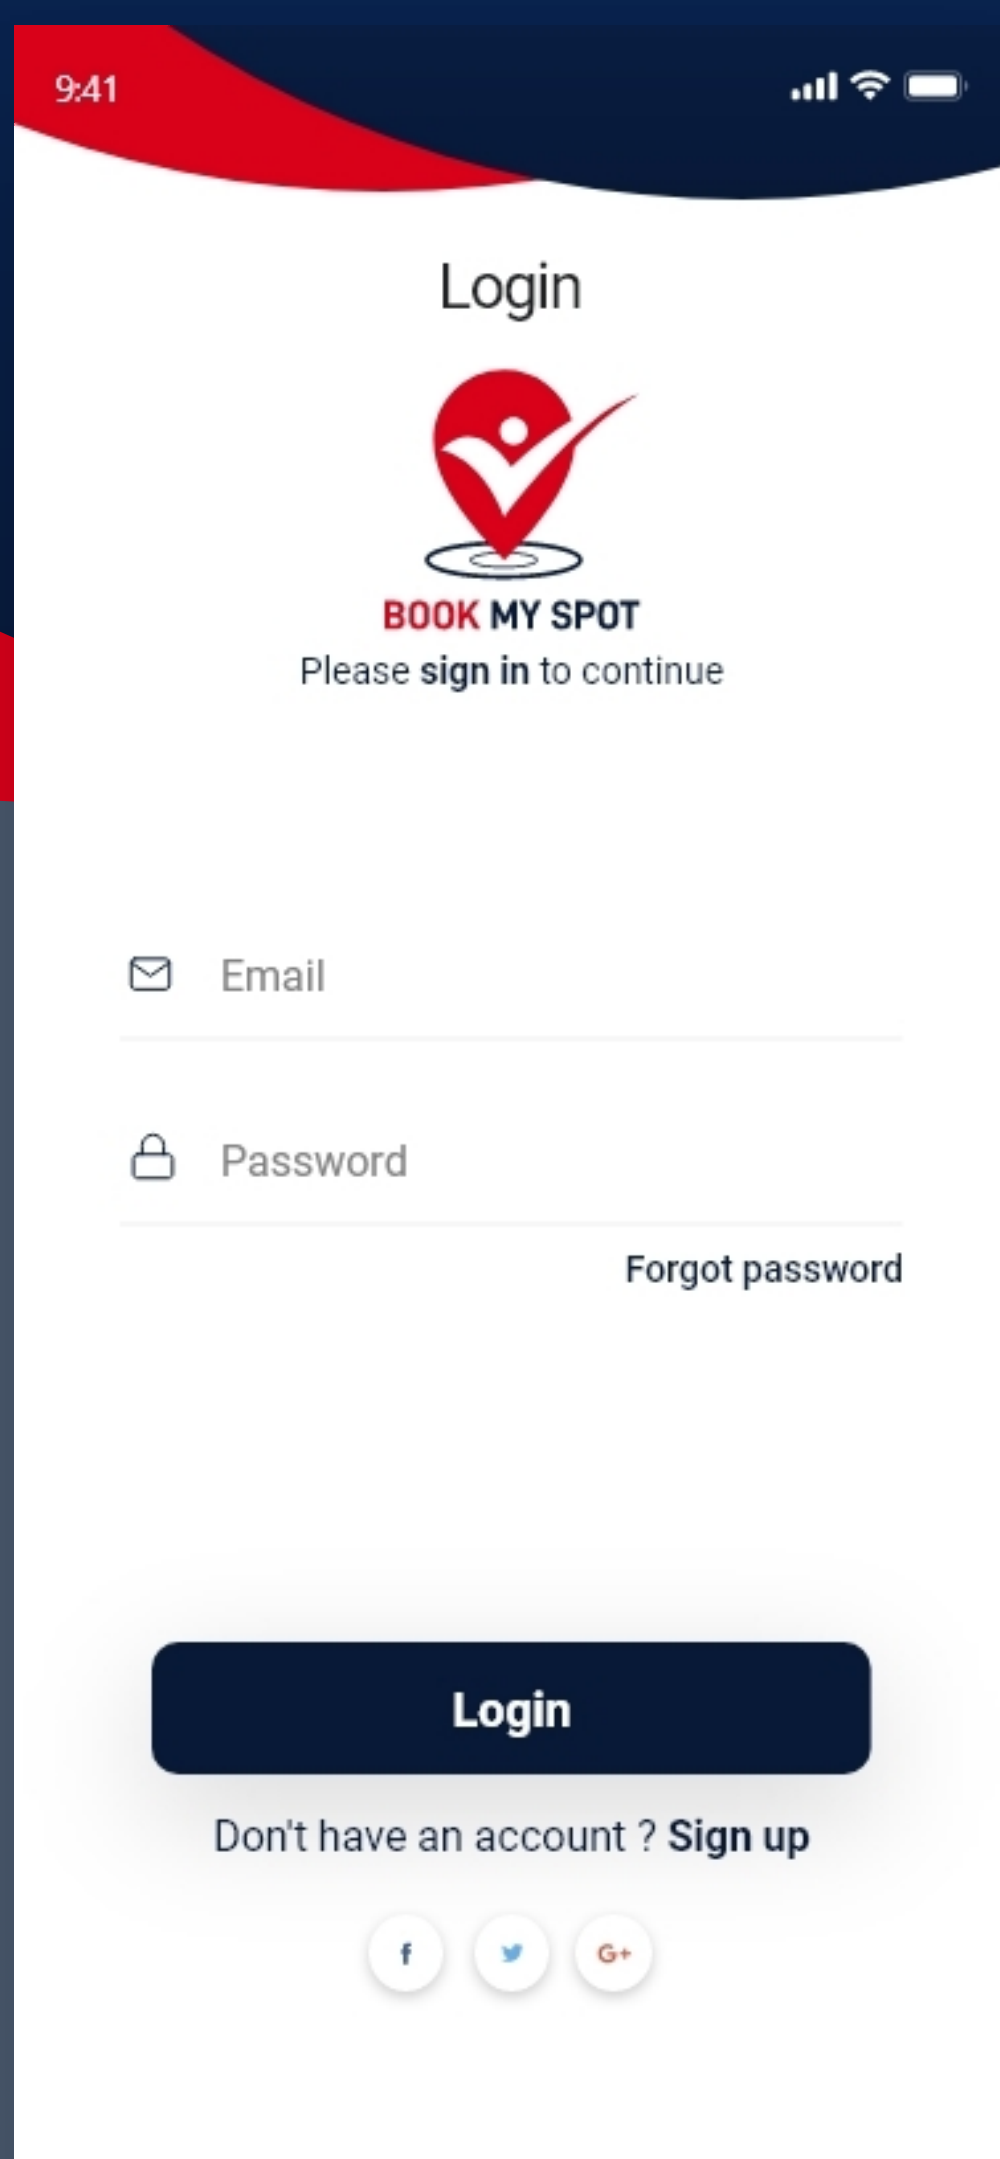 9:41
Login
BOOK MY SPOT
Please sign in to continue
Email
Password
Forgot password
Login
Don't have an account ? Sign up
f
G+